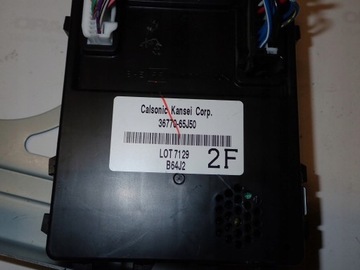 Calsonic Kansei Corp.
36770-65J50
LOT 7129
B64J2
2F